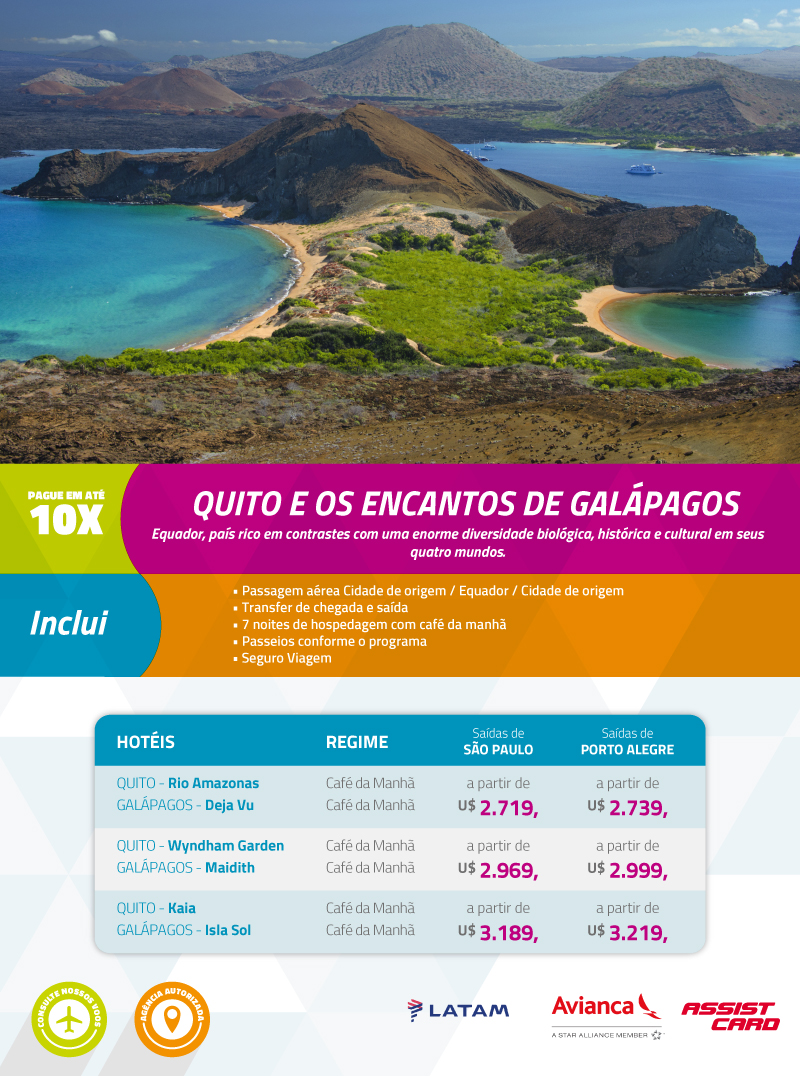 PAGUE EM ATÉ
10X
QUITO E OS ENCANTOS DE GALÁPAGOS
Equador, país rico em contrastes com uma enorme diversidade biológica, histórica e cultural em seus
quatro mundos.
Inclui
• Passagem aérea Cidade de origem / Equador / Cidade de origem
• Transfer de chegada e saída
• 7 noites de hospedagem com café da manhã
• Passeios conforme o programa
• Seguro Viagem
HOTÉIS REGIME Saídas de SÃO PAULO Saídas de PORTO ALEGRE
QUITO - Rio Amazonas Café da Manhã a partir de a partir de
GALÁPAGOS - Deja Vu Café da Manhã U$ 2.719, U$ 2.739,
QUITO - Wyndham Garden Café da Manhã a partir de a partir de
GALÁPAGOS - Maidith Café da Manhã U$ 2.969, U$ 2.999,
QUITO - Kaia Café da Manhã a partir de a partir de
GALÁPAGOS - Isla Sol Café da Manhã U$ 3.189, U$ 3.219,
CONSULTE NOSSOS VOOS
AGÊNCIA AUTORIZADA
LATAM
Avianca
A STAR ALLIANCE MEMBER
ASSIST
CARD